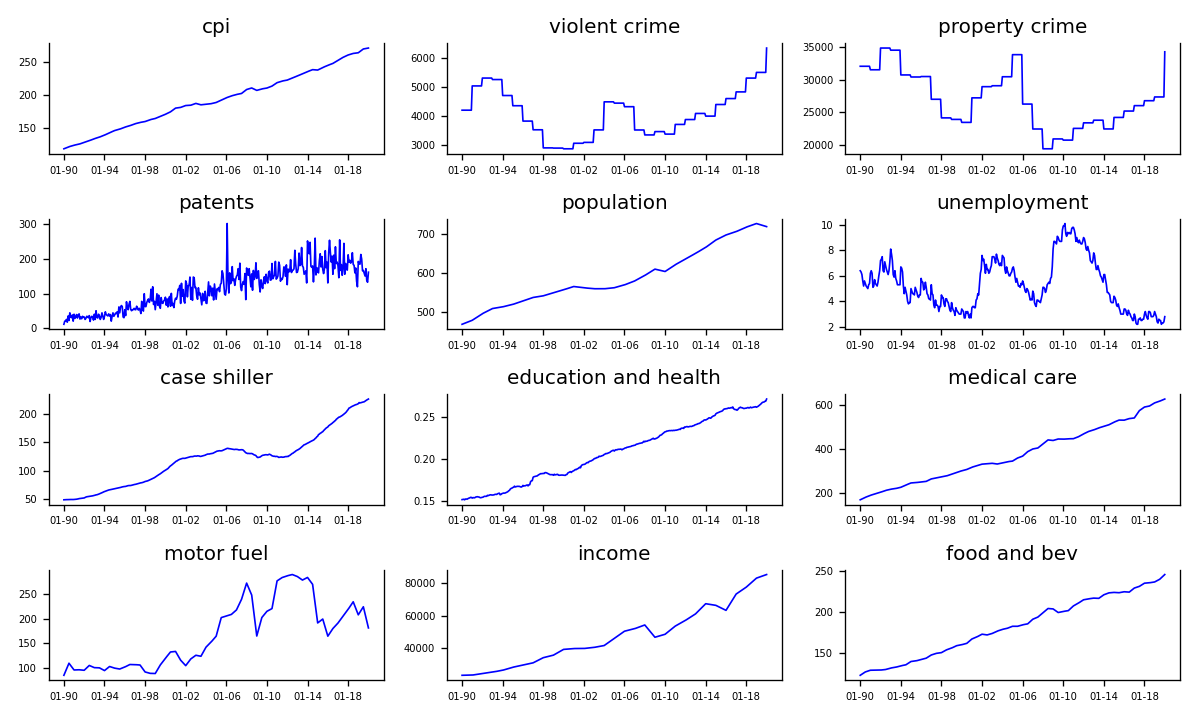 cpi
violent crime
property crime
250
200
150
01-90 01-94 01-98 01-02 01-06 01-10 01-14 01-18
6000
5000
4000
3000
01-90 01-94 01-98 01-02 01-06 01-10 01-14 01-18
35000
30000
25000
20000
01-90 01-94 01-98 01-02 01-06 01-10 01-14 01-18
patents
population
unemployment
300
200
100
0
01-90 01-94 01-98 01-02 01-06 01-10 01-14 01-18
700
600
500
01-90 01-94 01-98 01-02 01-06 01-10 01-14 01-18
10
8
6
4
2
01-90 01-94 01-98 01-02 01-06 01-10 01-14 01-18
case shiller
education and health
medical care
200
150
100
50
01-90 01-94 01-98 01-02 01-06 01-10 01-14 01-18
0.25
0.20
0.15
01-90 01-94 01-98 01-02 01-06 01-10 01-14 01-18
600
400
200
01-90 01-94 01-98 01-02 01-06 01-10 01-14 01-18
motor fuel
income
food and bev
250
200
150
100
01-90 01-94 01-98 01-02 01-06 01-10 01-14 01-18
80000
60000
40000
01-90 01-94 01-98 01-02 01-06 01-10 01-14 01-18
250
200
150
01-90 01-94 01-98 01-02 01-06 01-10 01-14 01-18